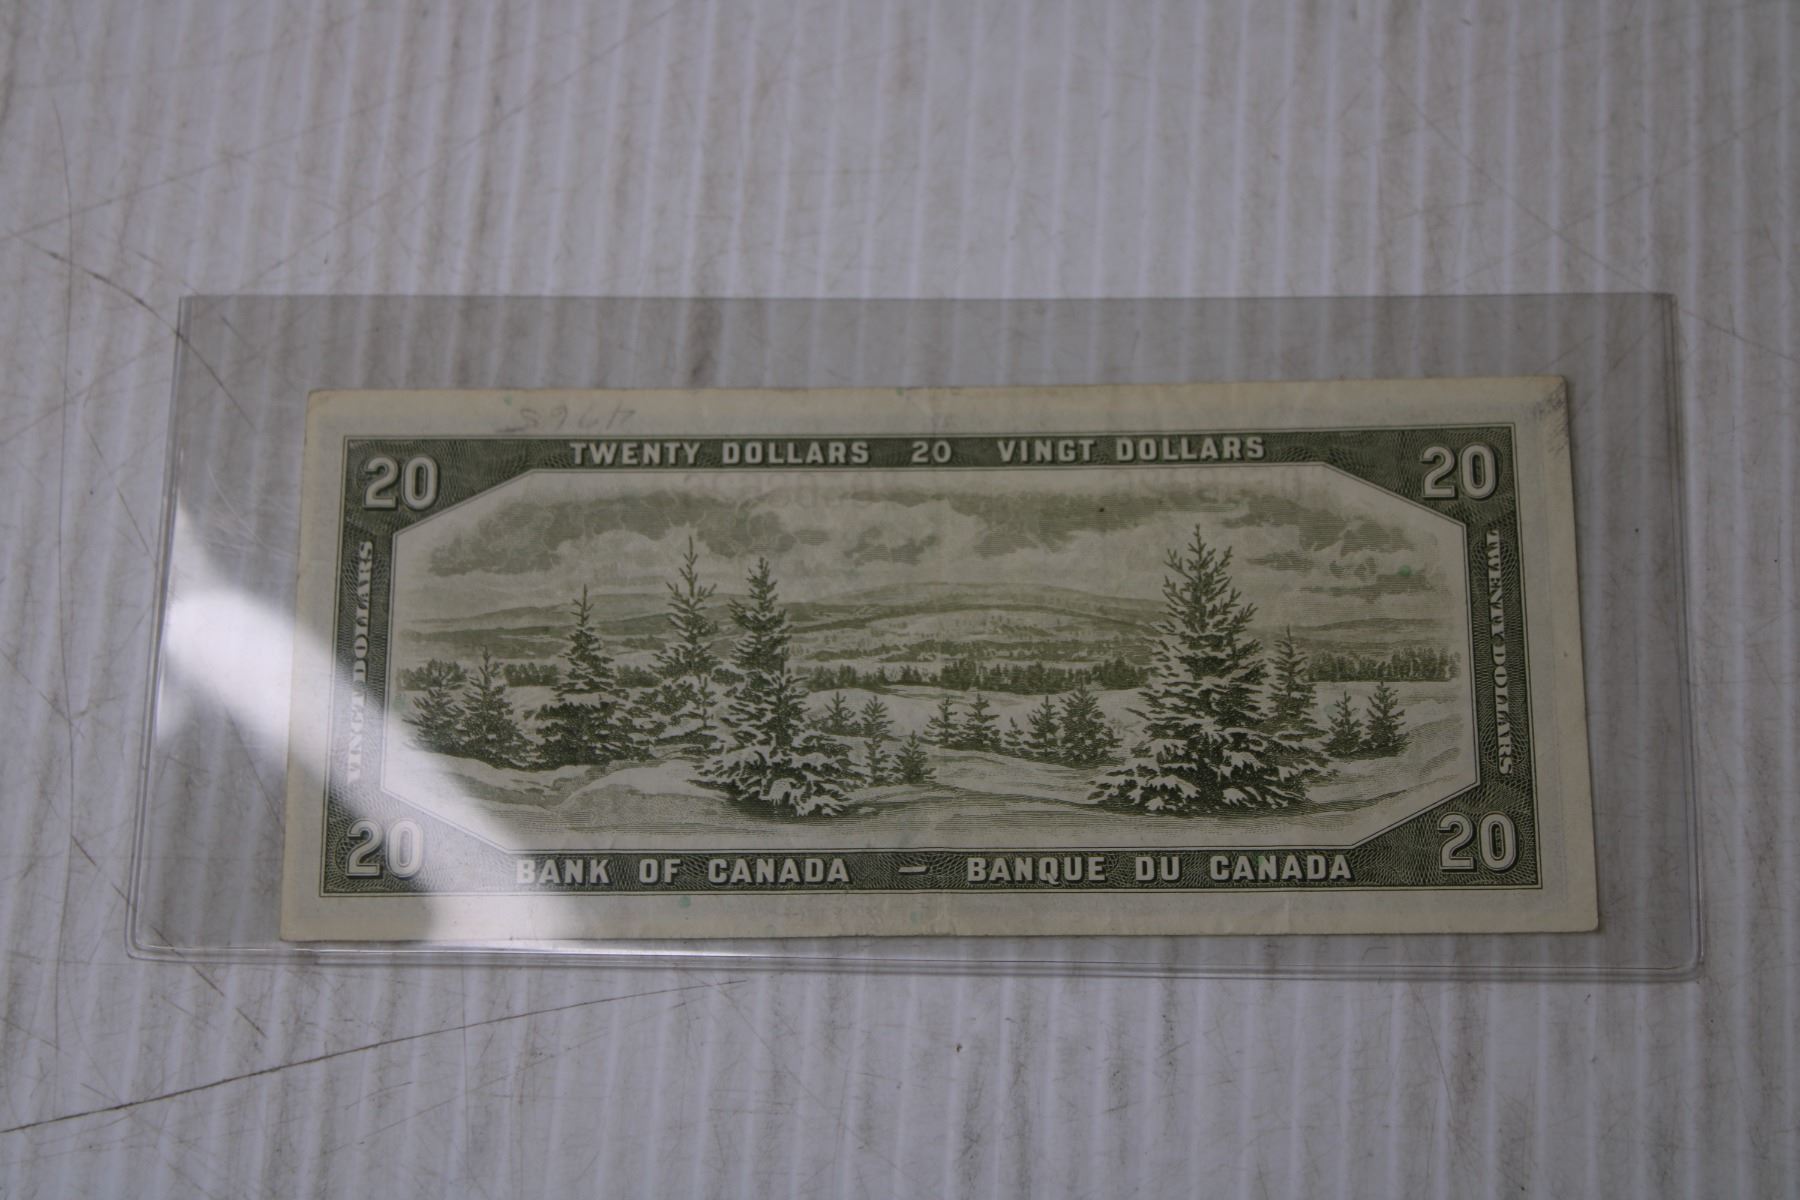 TWENTY DOLLARS 20 VINGT DOLLARS
20 20
VINGT DOLLARS
TWENTY DOLLARS
20 20
BANK OF CANADA — BANQUE DU CANADA